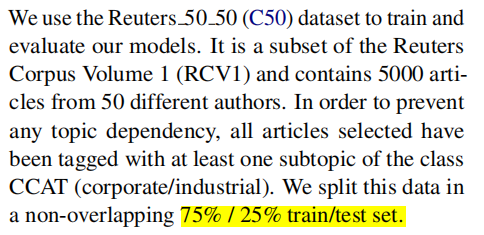 We use the Reuters_50_50 (C50) dataset to train and
evaluate our models. It is a subset of the Reuters
Corpus Volume 1 (RCV1) and contains 5000 arti-
cles from 50 different authors. In order to prevent
any topic dependency, all articles selected have
been tagged with at least one subtopic of the class
CCAT (corporate/industrial). We split this data in
a non-overlapping 75% / 25% train/test set.